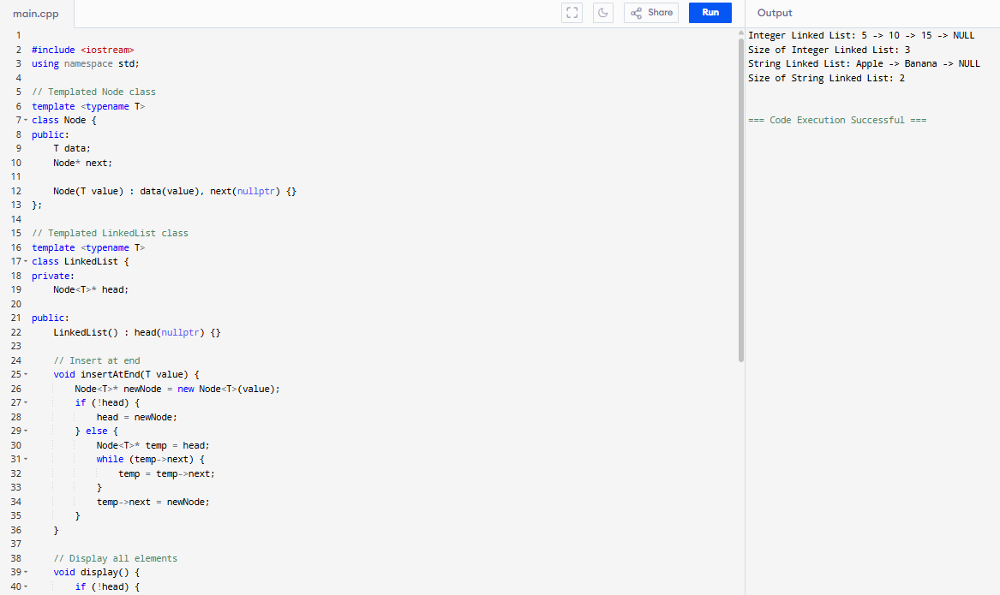 main.cpp
Share
Run
Output
1
2 #include <iostream>
3 using namespace std;
4
5 // Templated Node class
6 template <typename T>
7 class Node {
8 public:
9     T data;
10     Node* next;
11
12     Node(T value) : data(value), next(nullptr) {}
13 };
14
15 // Templated LinkedList class
16 template <typename T>
17 class LinkedList {
18 private:
19     Node<T>* head;
20
21 public:
22     LinkedList() : head(nullptr) {}
23
24     // Insert at end
25     void insertAtEnd(T value) {
26         Node<T>* newNode = new Node<T>(value);
27         if (!head) {
28             head = newNode;
29         } else {
30             Node<T>* temp = head;
31             while (temp->next) {
32                 temp = temp->next;
33             }
34             temp->next = newNode;
35         }
36     }
37
38     // Display all elements
39     void display() {
40         if (!head) {
Integer Linked List: 5 -> 10 -> 15 -> NULL
Size of Integer Linked List: 3
String Linked List: Apple -> Banana -> NULL
Size of String Linked List: 2
=== Code Execution Successful ===